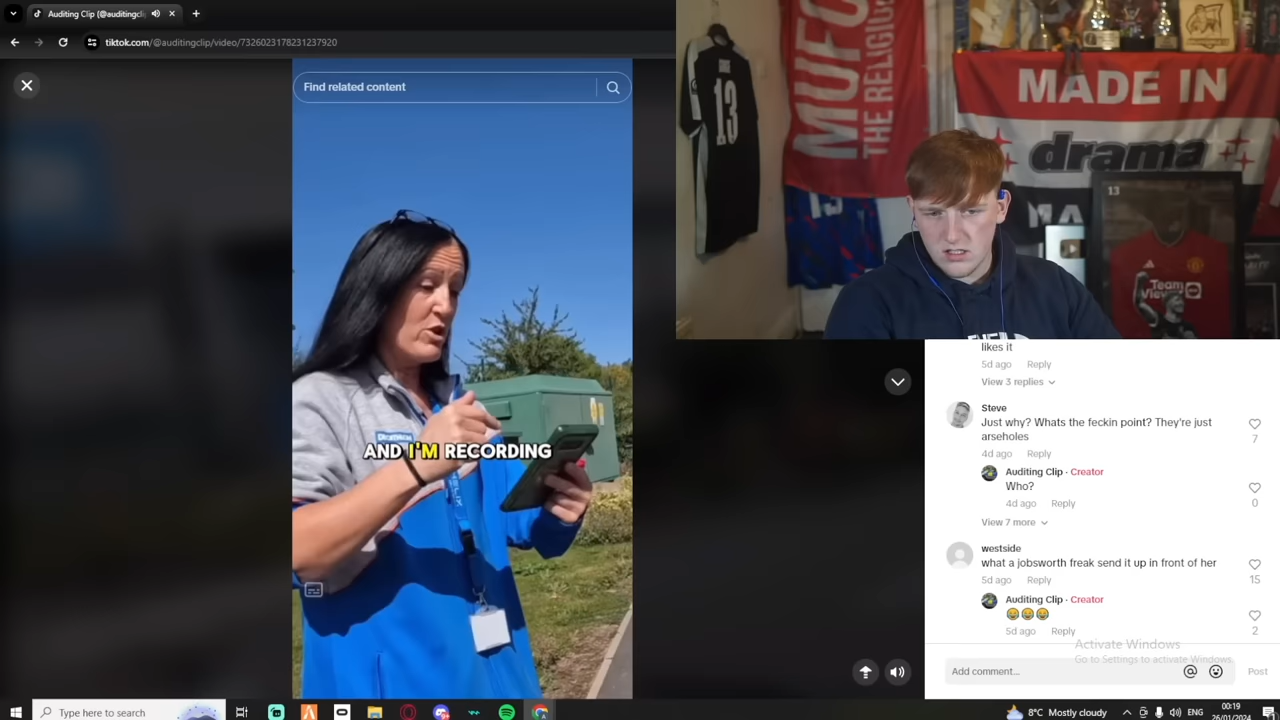 Auditing Clip (@auditingcli
tiktok.com/@auditingclip/video/7326023178231237920
Find related content
AND I'M RECORDING
13
MUFC
THE RELIGION
MADE IN
drama
13
Team
likes it
5d ago Reply
View 3 replies
Steve
Just why? Whats the feckin point? They're just
arseholes
7
4d ago Reply
Auditing Clip · Creator
Who?
0
4d ago Reply
View 7 more
westside
what a jobsworth freak send it up in front of her
15
5d ago Reply
Auditing Clip · Creator
😂😂😂
2
5d ago Reply
Activate Windows
Go to Settings to activate Windows.
Add comment...
Post
Type here to search
8°C Mostly cloudy
ENG
00:19
26/01/2024